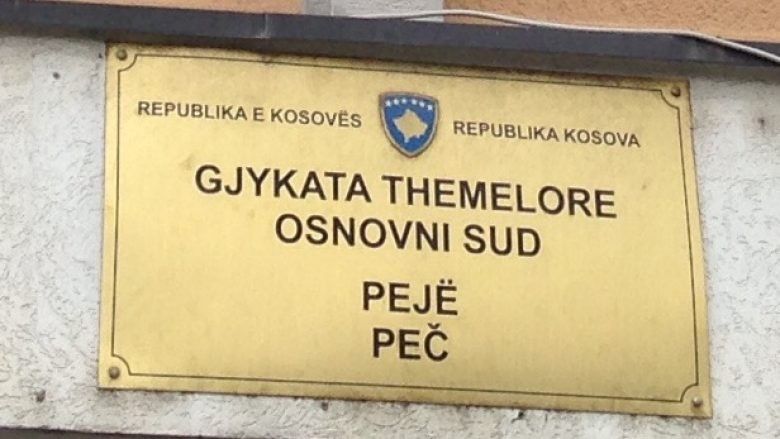 REPUBLIKA E KOSOVËS REPUBLIKA KOSOVA
GJYKATA THEMELORE
OSNOVNI SUD
PEJË
PEČ